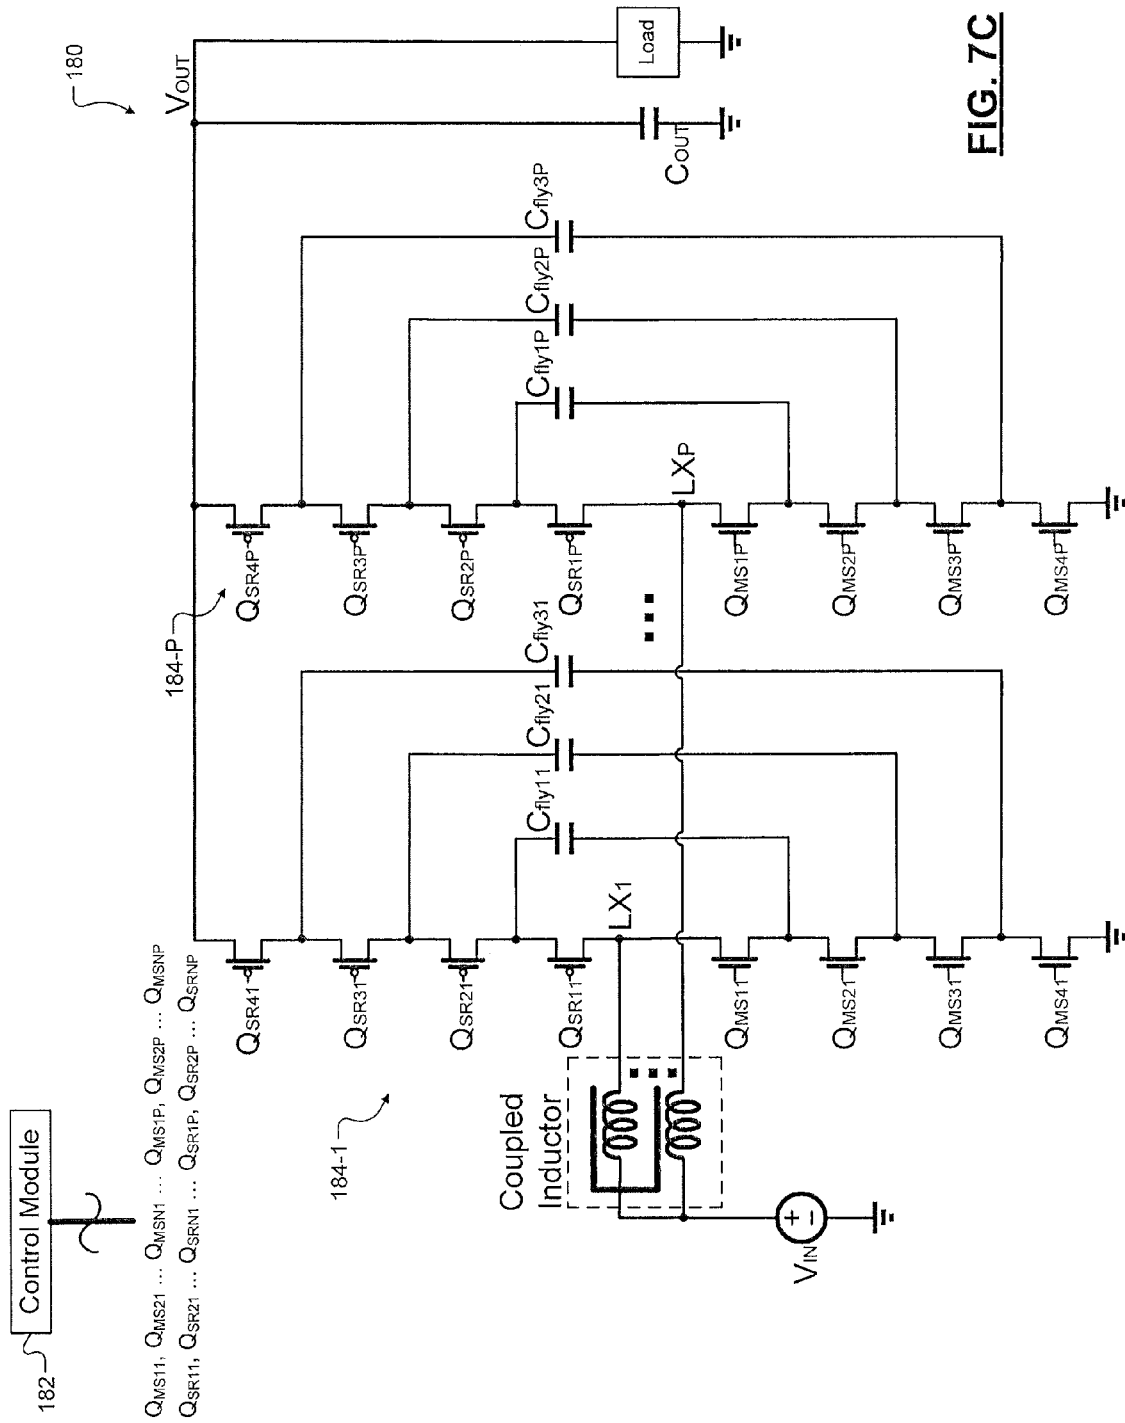 182
Control Module
QMS11, QMS21 ... QMSN1 ... QMS1P, QMS2P ... QMSNP
QSR11, QSR21 ... QSRN1 ... QSR1P, QSR2P ... QSRNP
180
VOUT
184-1
184-P
QSR41
QSR31
QSR21
QSR11
LX1
QMS11
QMS21
QMS31
QMS41
Cfly11
Cfly21
Cfly31
QSR4P
QSR3P
QSR2P
QSR1P
LXP
QMS1P
QMS2P
QMS3P
QMS4P
Cfly1P
Cfly2P
Cfly3P
COUT
Load
Coupled
Inductor
VIN
+
−
FIG. 7C